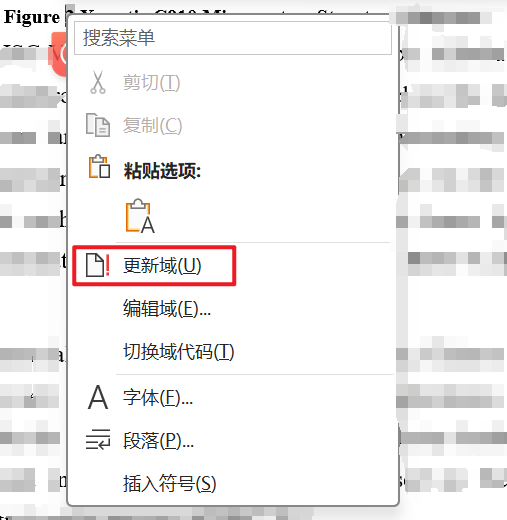 Figure 2
搜索菜单
剪切(T)
复制(C)
粘贴选项:
A
更新域(U)
编辑域(E)...
切换域代码(T)
A 字体(F)...
段落(P)...
插入符号(S)